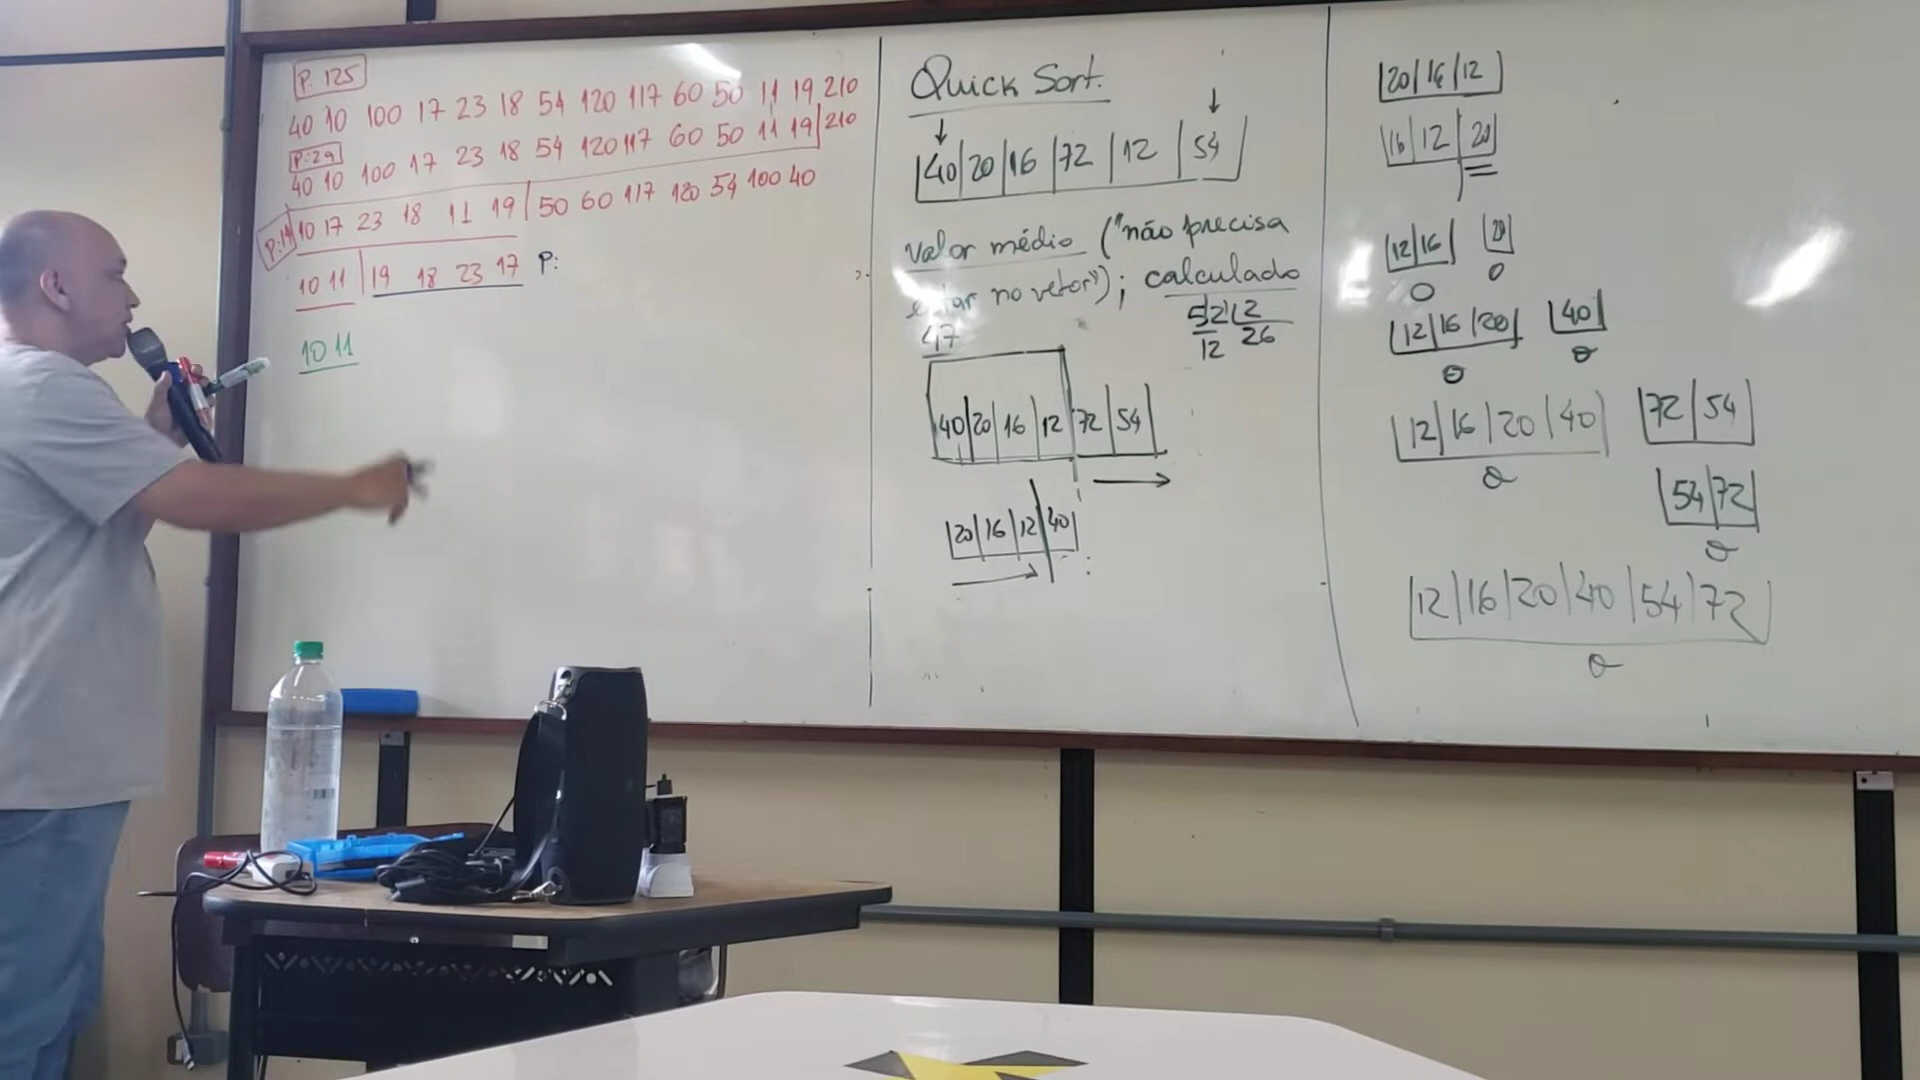 P. 125
40 10 100 17 23 18 54 120 117 60 50 11 19 210
P: 29
40 10 100 17 23 18 54 120 117 60 50 11 19 | 210
10 17 23 18 11 19 | 50 60 117 120 54 100 40
10 11 | 19 18 23 17 P:
10 11
Quick Sort.
40 | 20 | 16 | 72 | 12 | 54
Valor médio ("não precisa
no vetor"); calculado
47
52 | 2
12 26
40 | 20 | 16 | 12 | 72 | 54
20 | 16 | 12 | 40
20 | 16 | 12
16 | 12 | 20
12 | 16 20
0 0
12 | 16 | 20 40
0 0
12 | 16 | 20 | 40 72 | 54
54 | 72
12 | 16 | 20 | 40 | 54 | 72